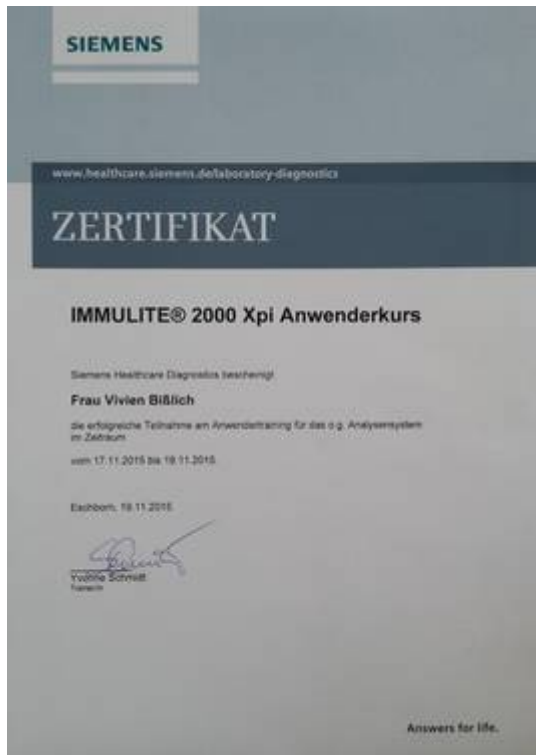 SIEMENS
www.healthcare.siemens.de/laboratory-diagnostics
ZERTIFIKAT
IMMULITE® 2000 Xpi Anwenderkurs
Siemens Healthcare Diagnostics bescheinigt
Frau Vivien Bißlich
die erfolgreiche Teilnahme am Anwendertraining für das o.g. Analysensystem
im Zeitraum
vom 17.11.2015 bis 19.11.2015.
Eschborn, 19.11.2015
Yvonne Schmidt
Trainerin
Answers for life.